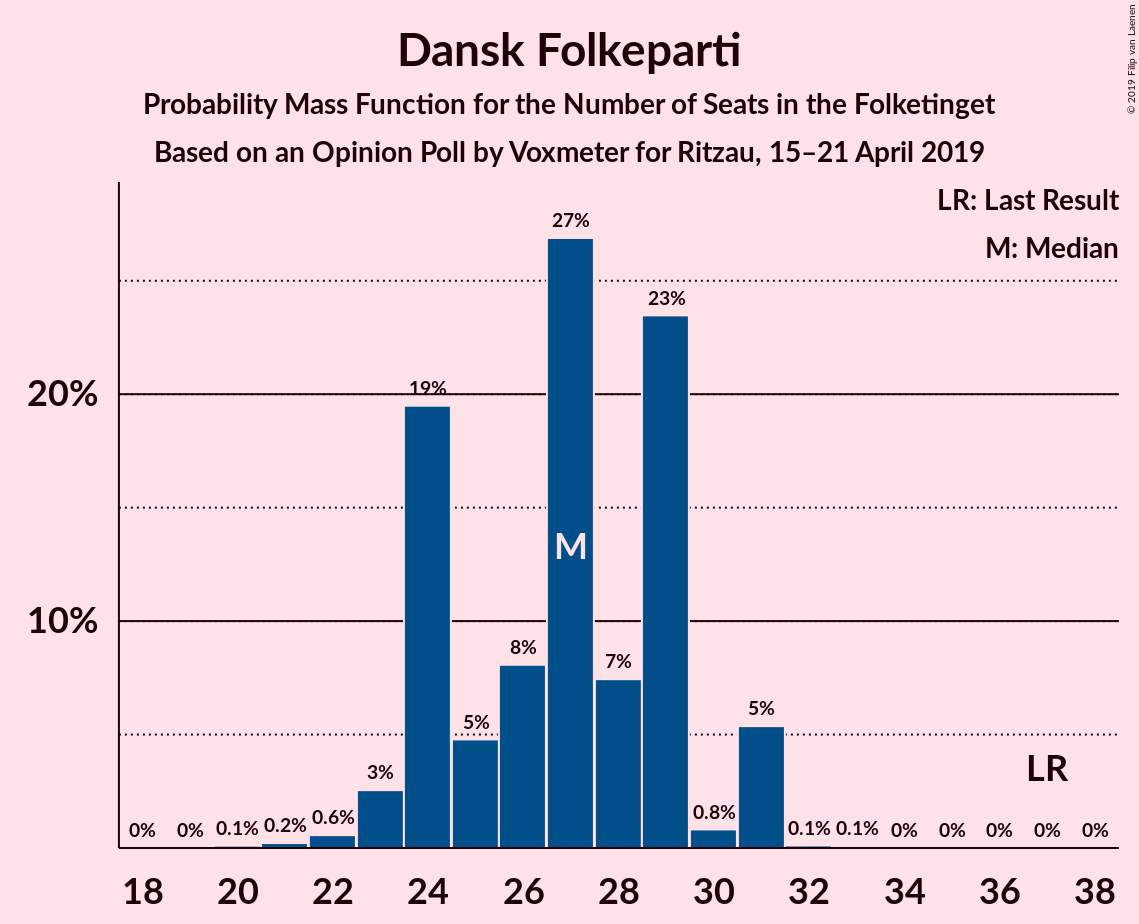 Dansk Folkeparti
Probability Mass Function for the Number of Seats in the Folketinget
Based on an Opinion Poll by Voxmeter for Ritzau, 15–21 April 2019
© 2019 Filip van Laenen
LR: Last Result
M: Median
20%
10%
0% 0% 0.1% 0.2% 0.6% 3% 19% 5% 8% 27% 7% 23% 0.8% 5% 0.1% 0.1% 0% 0% 0% 0% 0%
M
LR
18 20 22 24 26 28 30 32 34 36 38